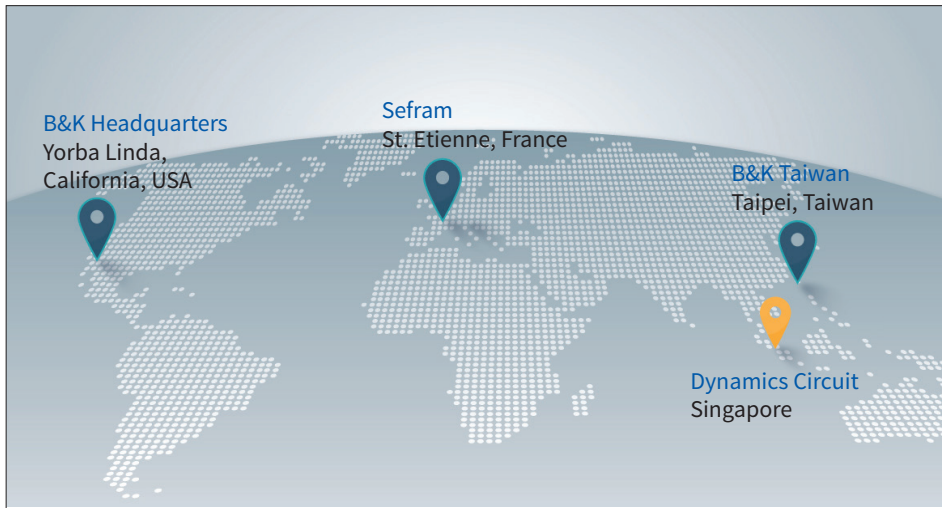 B&K Headquarters
Yorba Linda,
California, USA
Sefram
St. Etienne, France
B&K Taiwan
Taipei, Taiwan
Dynamics Circuit
Singapore